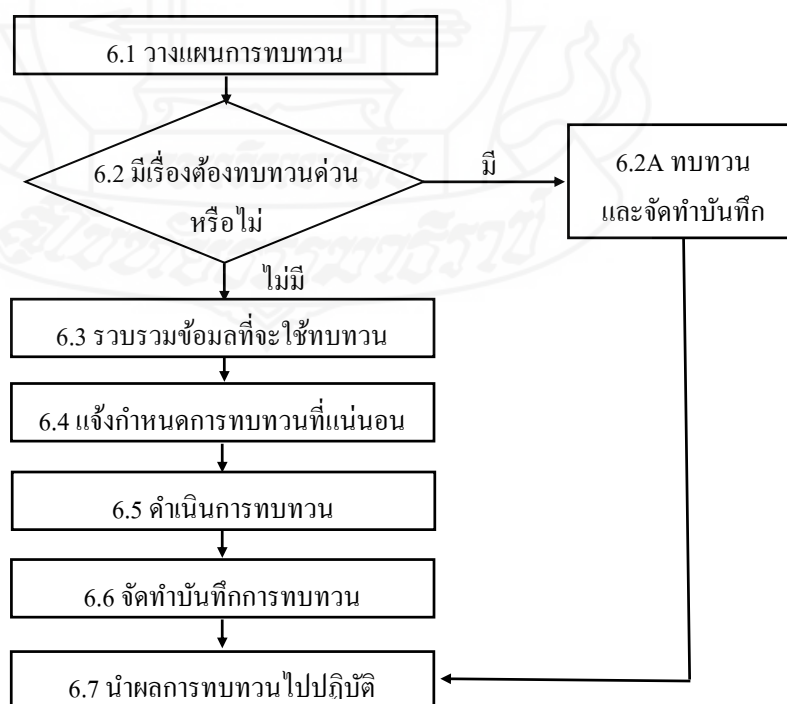 6.1 วางแผนการทบทวน
6.2 มีเรื่องต้องทบทวนด่วน
หรือไม่
มี
6.2A ทบทวน
และจัดทำบันทึก
ไม่มี
6.3 รวบรวมข้อมูลที่จะใช้ทบทวน
6.4 แจ้งกำหนดการทบทวนที่แน่นอน
6.5 ดำเนินการทบทวน
6.6 จัดทำบันทึกการทบทวน
6.7 นำผลการทบทวนไปปฏิบัติ